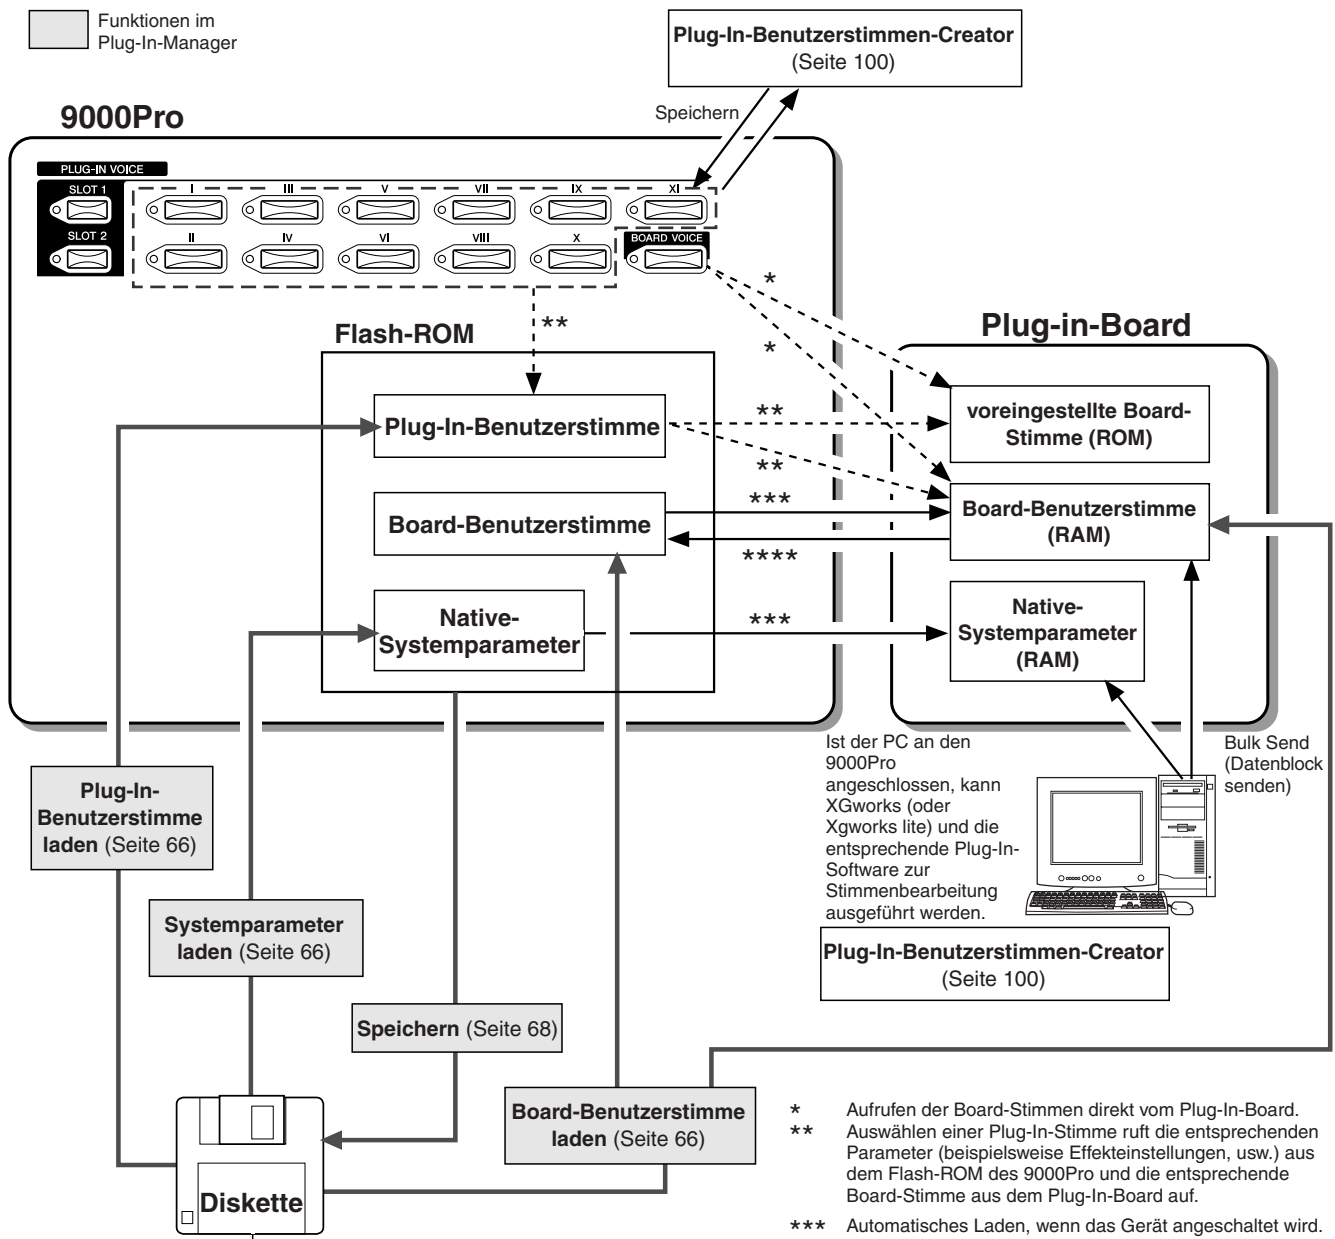 Funktionen im
Plug-In-Manager
Plug-In-Benutzerstimmen-Creator
(Seite 100)
Speichern
9000Pro
PLUG-IN VOICE
SLOT 1
I III V VII IX XI
SLOT 2
II IV VI VIII X
BOARD VOICE
*
**
Flash-ROM
*
Plug-in-Board
Plug-In-Benutzerstimme
**
voreingestellte Board-
Stimme (ROM)
**
***
Board-Benutzerstimme
Board-Benutzerstimme
(RAM)
****
Native-
Systemparameter
***
Native-
Systemparameter
(RAM)
Ist der PC an den
9000Pro
angeschlossen, kann
XGworks (oder
Xgworks lite) und die
entsprechende Plug-In-
Software zur
Stimmenbearbeitung
ausgeführt werden.
Bulk Send
(Datenblock
senden)
Plug-In-Benutzerstimmen-Creator
(Seite 100)
Plug-In-
Benutzerstimme
laden (Seite 66)
Systemparameter
laden (Seite 66)
Speichern (Seite 68)
Board-Benutzerstimme
laden (Seite 66)
Diskette
* Aufrufen der Board-Stimmen direkt vom Plug-In-Board.
** Auswählen einer Plug-In-Stimme ruft die entsprechenden
Parameter (beispielsweise Effekteinstellungen, usw.) aus
dem Flash-ROM des 9000Pro und die entsprechende
Board-Stimme aus dem Plug-In-Board auf.
*** Automatisches Laden, wenn das Gerät angeschaltet wird.